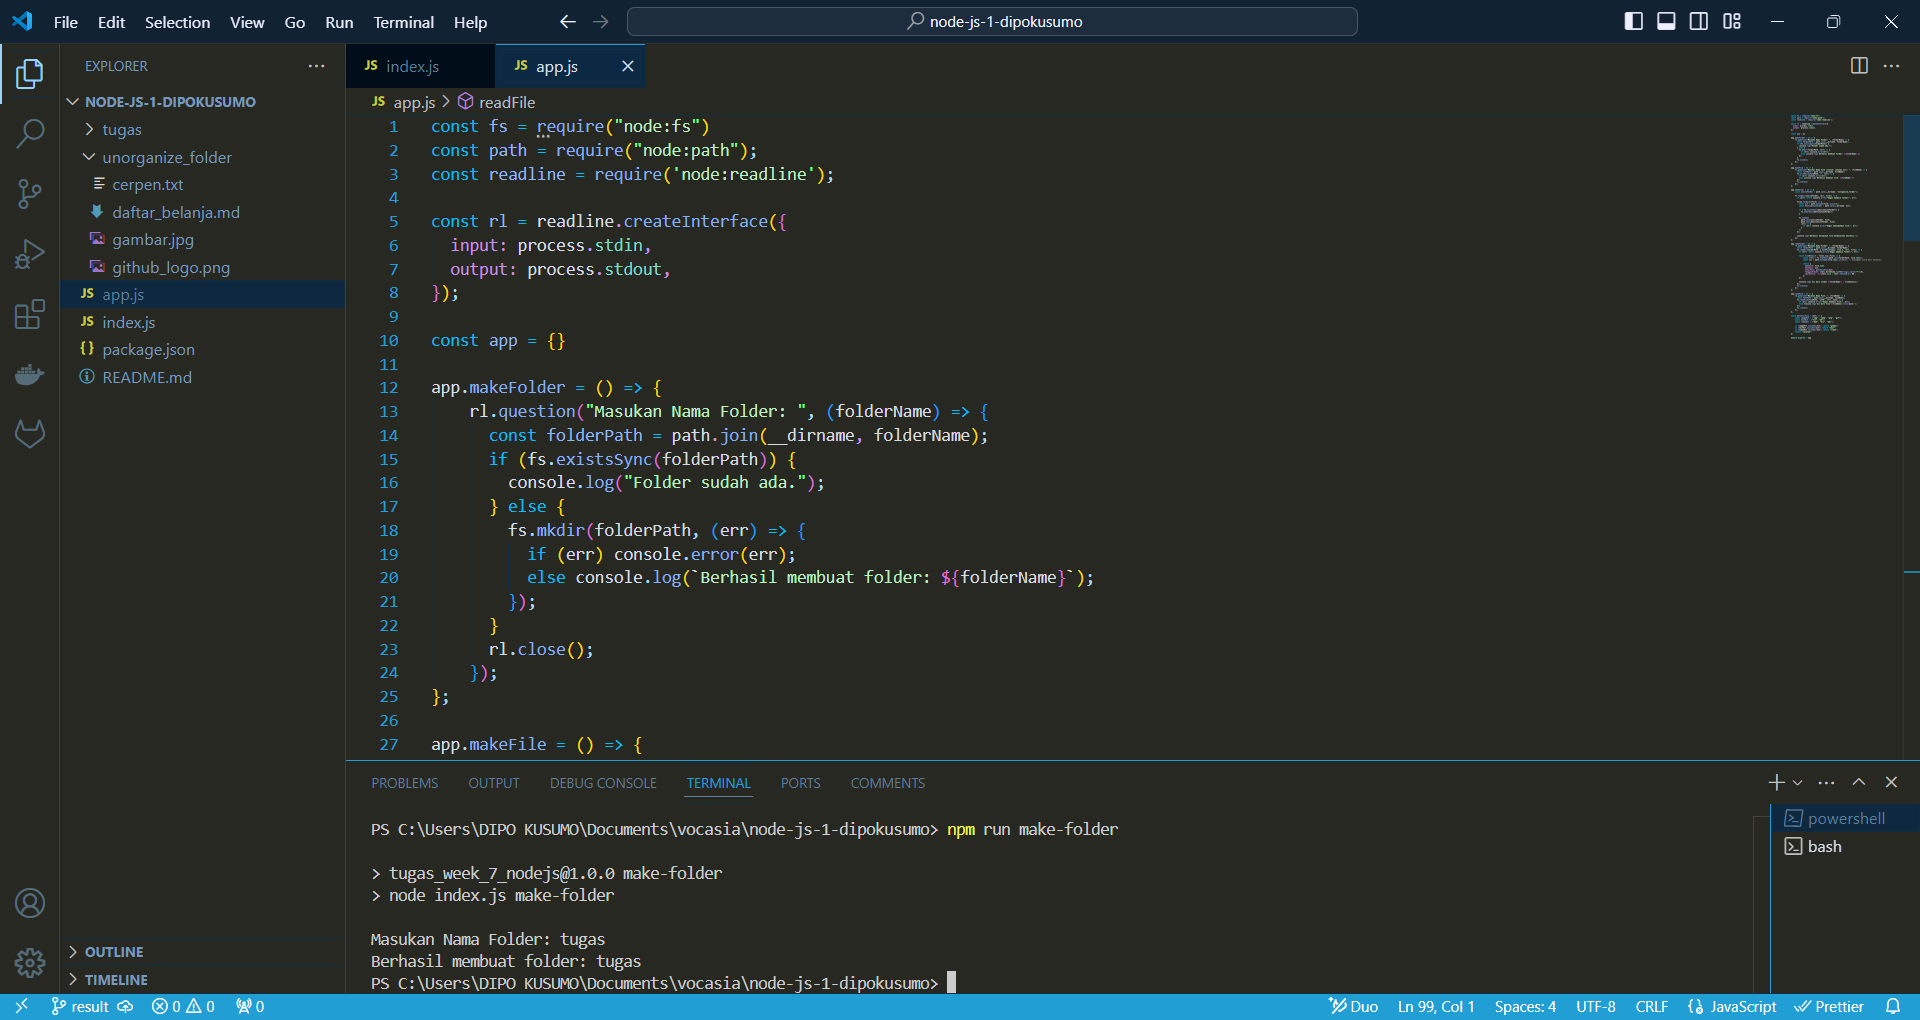 File Edit Selection View Go Run Terminal Help
node-js-1-dipokusumo
EXPLORER
NODE-JS-1-DIPOKUSUMO
tugas
unorganize_folder
cerpen.txt
daftar_belanja.md
gambar.jpg
github_logo.png
JS app.js
JS index.js
{} package.json
README.md
OUTLINE
TIMELINE
JS index.js
JS app.js
JS app.js > readFile
1 const fs = require("node:fs")
2 const path = require("node:path");
3 const readline = require('node:readline');
4
5 const rl = readline.createInterface({
6 input: process.stdin,
7 output: process.stdout,
8 });
9
10 const app = {}
11
12 app.makeFolder = () => {
13 rl.question("Masukan Nama Folder: ", (folderName) => {
14 const folderPath = path.join(__dirname, folderName);
15 if (fs.existsSync(folderPath)) {
16 console.log("Folder sudah ada.");
17 } else {
18 fs.mkdir(folderPath, (err) => {
19 if (err) console.error(err);
20 else console.log(`Berhasil membuat folder: ${folderName}`);
21 });
22 }
23 rl.close();
24 });
25 };
26
27 app.makeFile = () => {
PROBLEMS OUTPUT DEBUG CONSOLE TERMINAL PORTS COMMENTS
PS C:\Users\DIPO KUSUMO\Documents\vocasia\node-js-1-dipokusumo> npm run make-folder
> tugas_week_7_nodejs@1.0.0 make-folder
> node index.js make-folder
Masukan Nama Folder: tugas
Berhasil membuat folder: tugas
PS C:\Users\DIPO KUSUMO\Documents\vocasia\node-js-1-dipokusumo>
powershell
bash
result 0 0 0
Duo Ln 99, Col 1 Spaces: 4 UTF-8 CRLF {} JavaScript Prettier